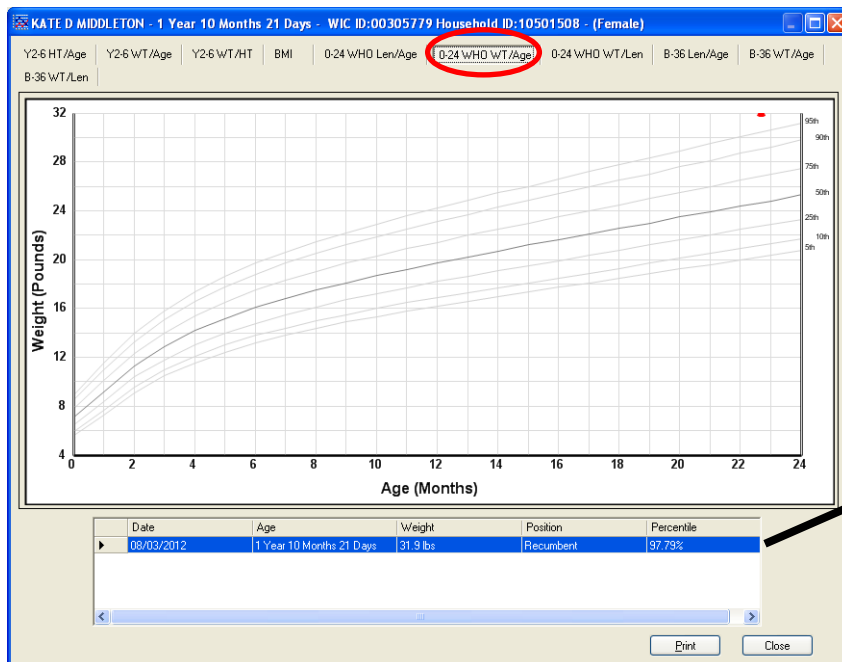 KATE D MIDDLETON - 1 Year 10 Months 21 Days - WIC ID:00305779 Household ID:10501508 - (Female)
Y2-6 HT/Age Y2-6 WT/Age Y2-6 WT/HT BMI 0-24 WHO Len/Age 0-24 WHO WT/Age 0-24 WHO WT/Len B-36 Len/Age B-36 WT/Age
B-36 WT/Len
32
28
24
20
16
12
8
4
Weight (Pounds)
95th
90th
75th
50th
25th
10th
5th
0 2 4 6 8 10 12 14 16 18 20 22 24
Age (Months)
Date Age Weight Position Percentile
08/03/2012 1 Year 10 Months 21 Days 31.9 lbs Recumbent 97.79%
Print Close